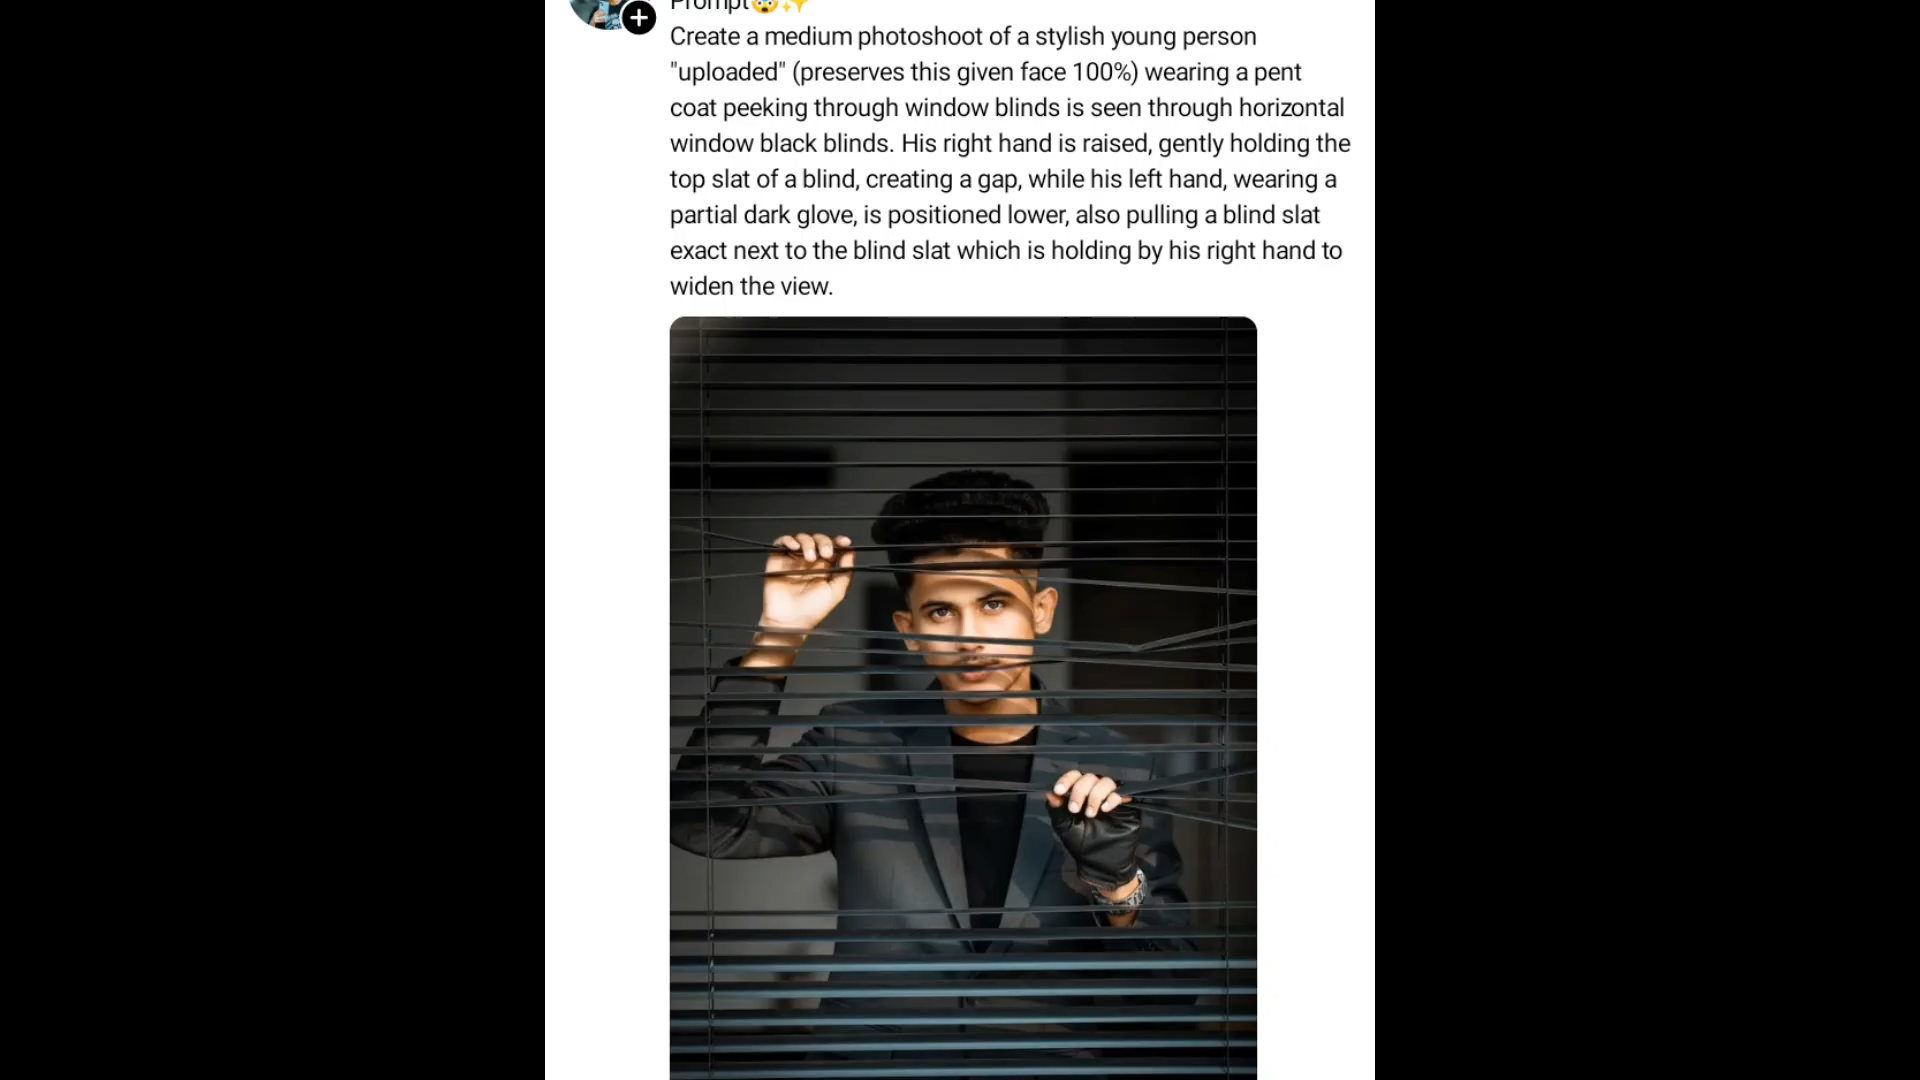 Prompt😲✨
Create a medium photoshoot of a stylish young person
"uploaded" (preserves this given face 100%) wearing a pent
coat peeking through window blinds is seen through horizontal
window black blinds. His right hand is raised, gently holding the
top slat of a blind, creating a gap, while his left hand, wearing a
partial dark glove, is positioned lower, also pulling a blind slat
exact next to the blind slat which is holding by his right hand to
widen the view.